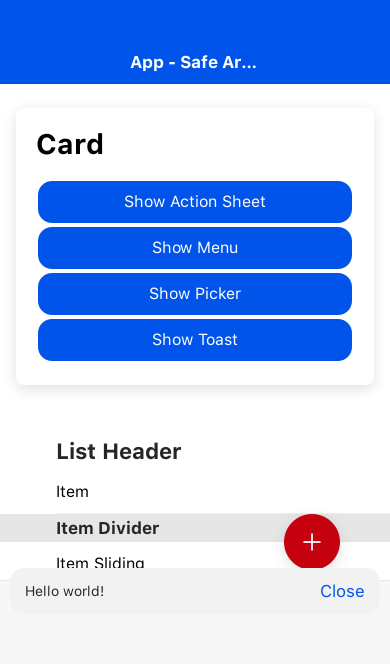 App - Safe Ar...
Card
Show Action Sheet
Show Menu
Show Picker
Show Toast
List Header
Item
Item Divider
Item Sliding
Hello world!
Close